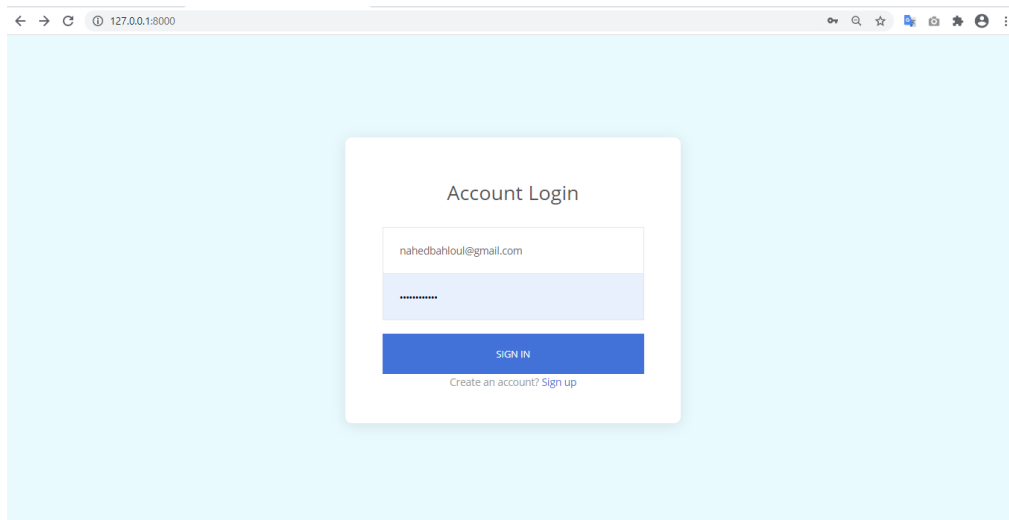 127.0.0.1:8000
Account Login
nahedbahloul@gmail.com
••••••••••••
SIGN IN
Create an account? Sign up